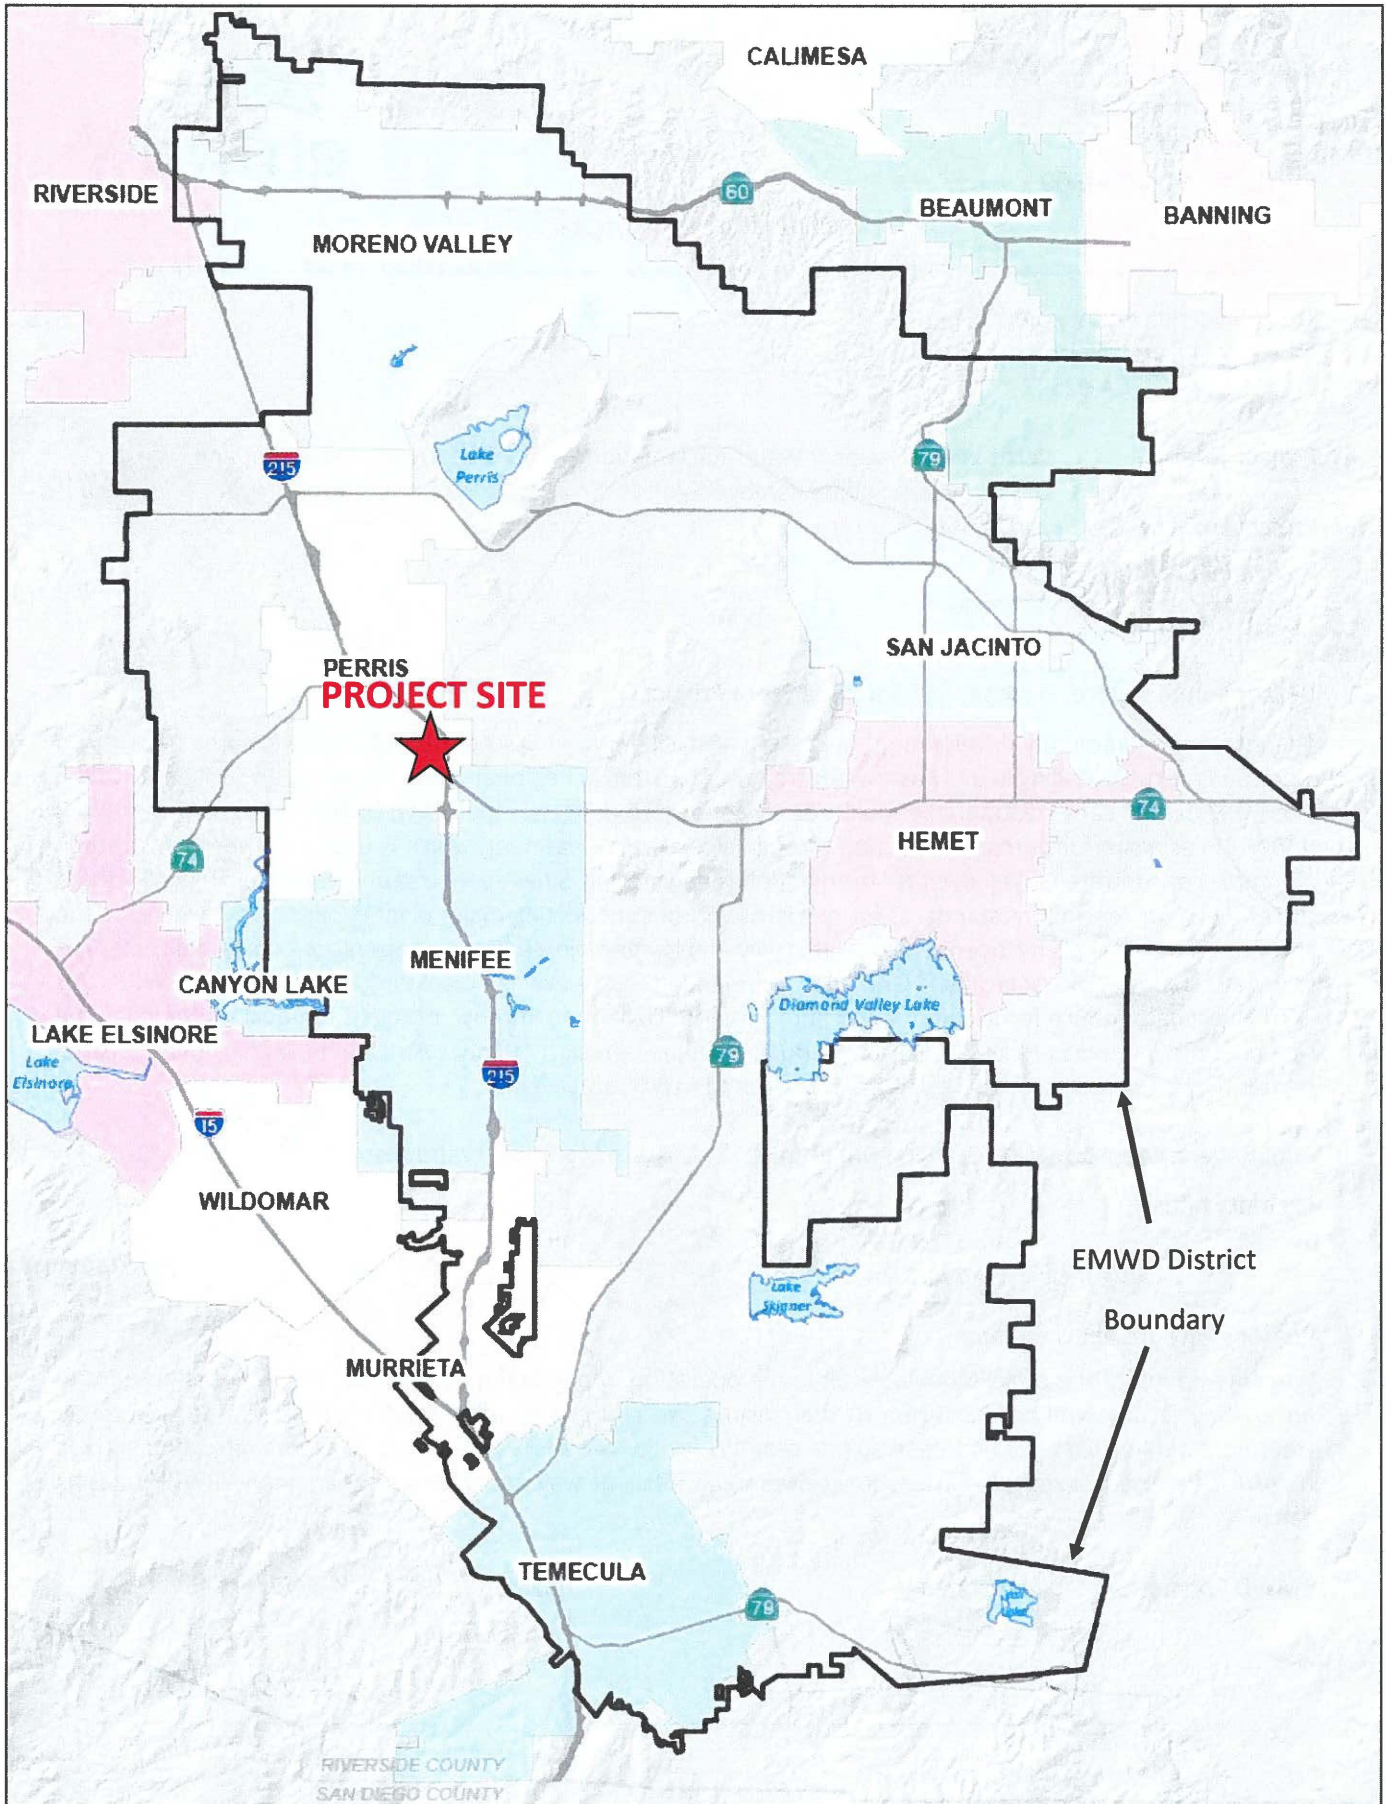 CALIMESA
60
RIVERSIDE
BEAUMONT
BANNING
MORENO VALLEY
215
Lake
Perris
79
SAN JACINTO
PERRIS
PROJECT SITE
74
HEMET
74
MENIFEE
CANYON LAKE
Diamond Valley Lake
LAKE ELSINORE
Lake
Elsinore
79
215
15
WILDOMAR
EMWD District
Boundary
Lake
Skinner
MURRIETA
TEMECULA
79
RIVERSIDE COUNTY
SAN DIEGO COUNTY